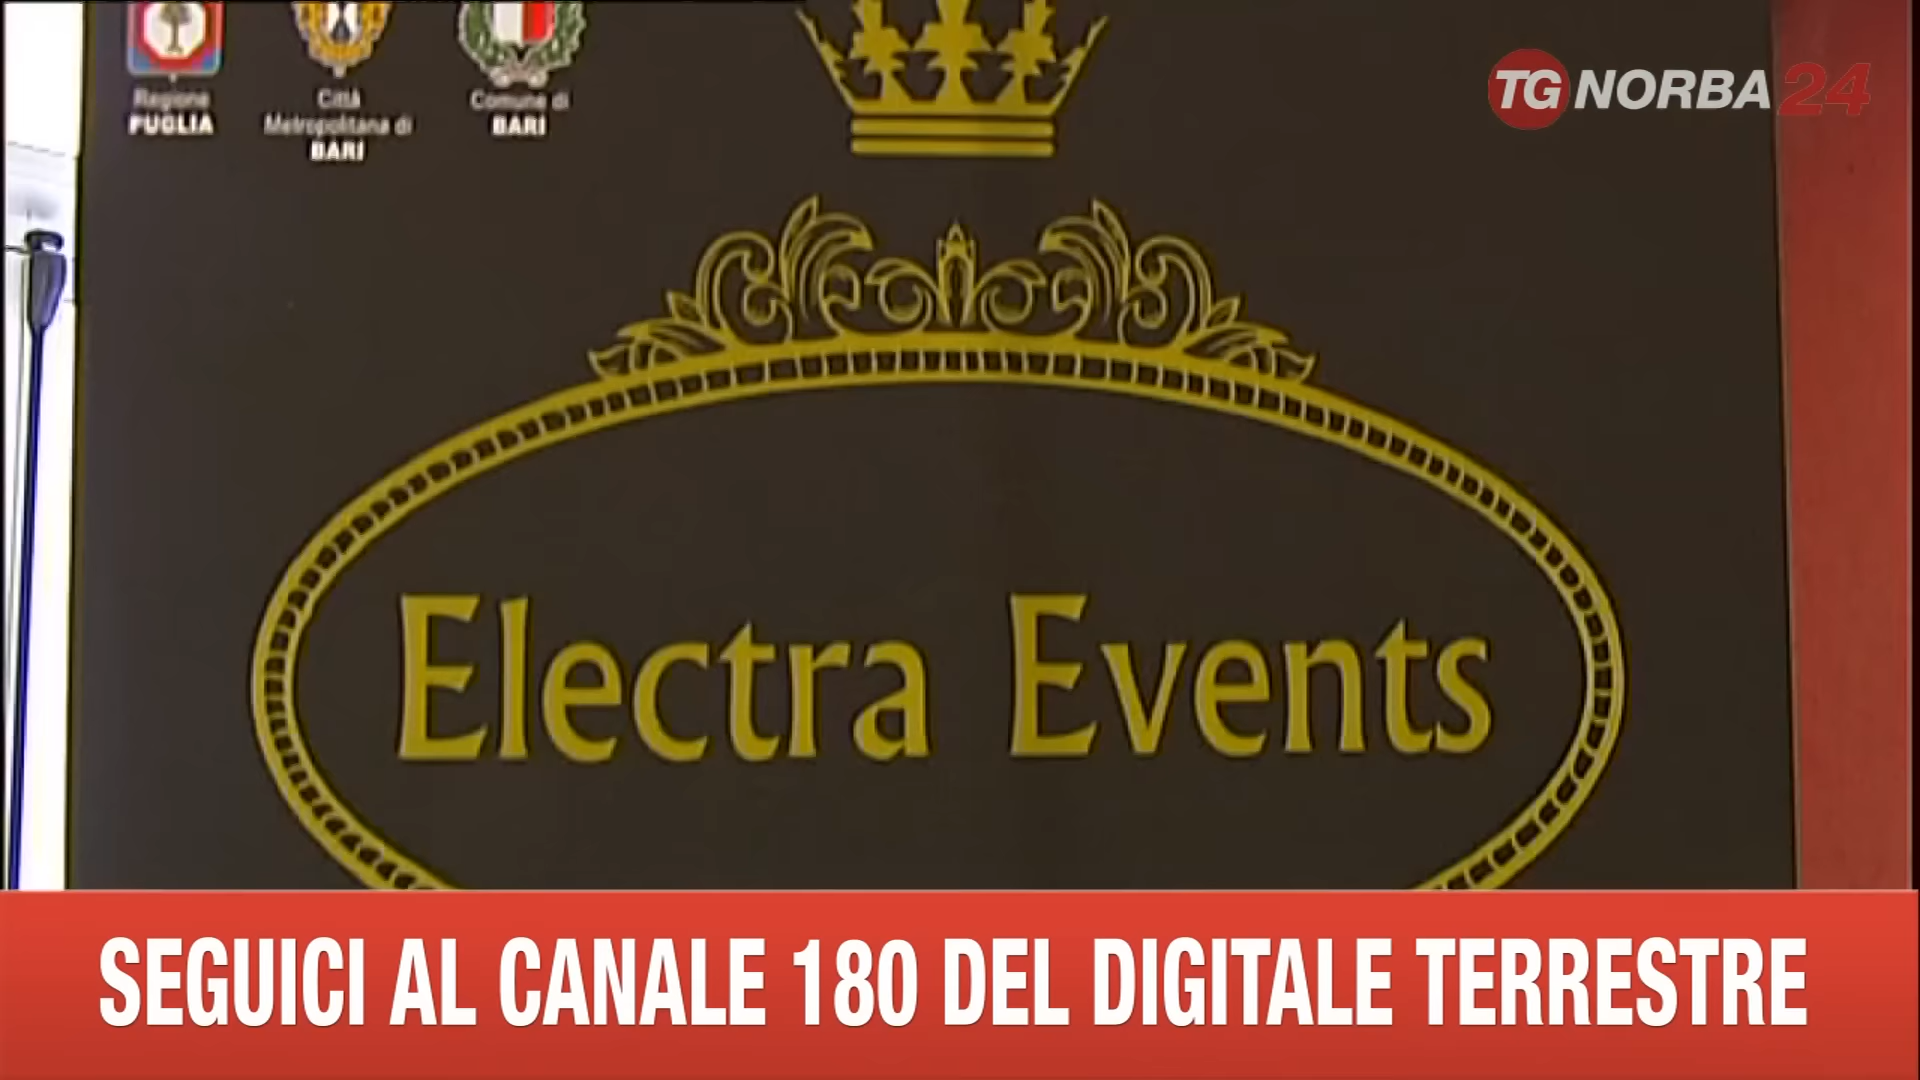 Regione
PUGLIA
Città
Metropolitana di
BARI
Comune di
BARI
TG NORBA 24
Electra Events
SEGUICI AL CANALE 180 DEL DIGITALE TERRESTRE